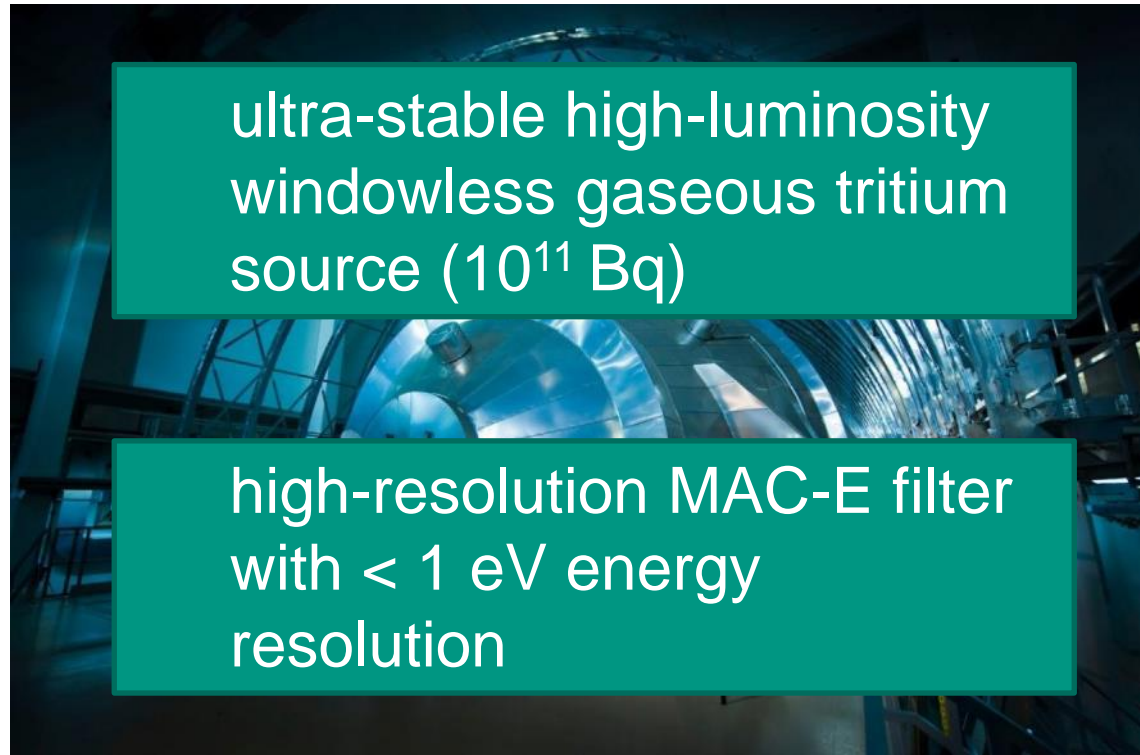 ultra-stable high-luminosity
windowless gaseous tritium
source (10¹¹ Bq)
high-resolution MAC-E filter
with < 1 eV energy
resolution